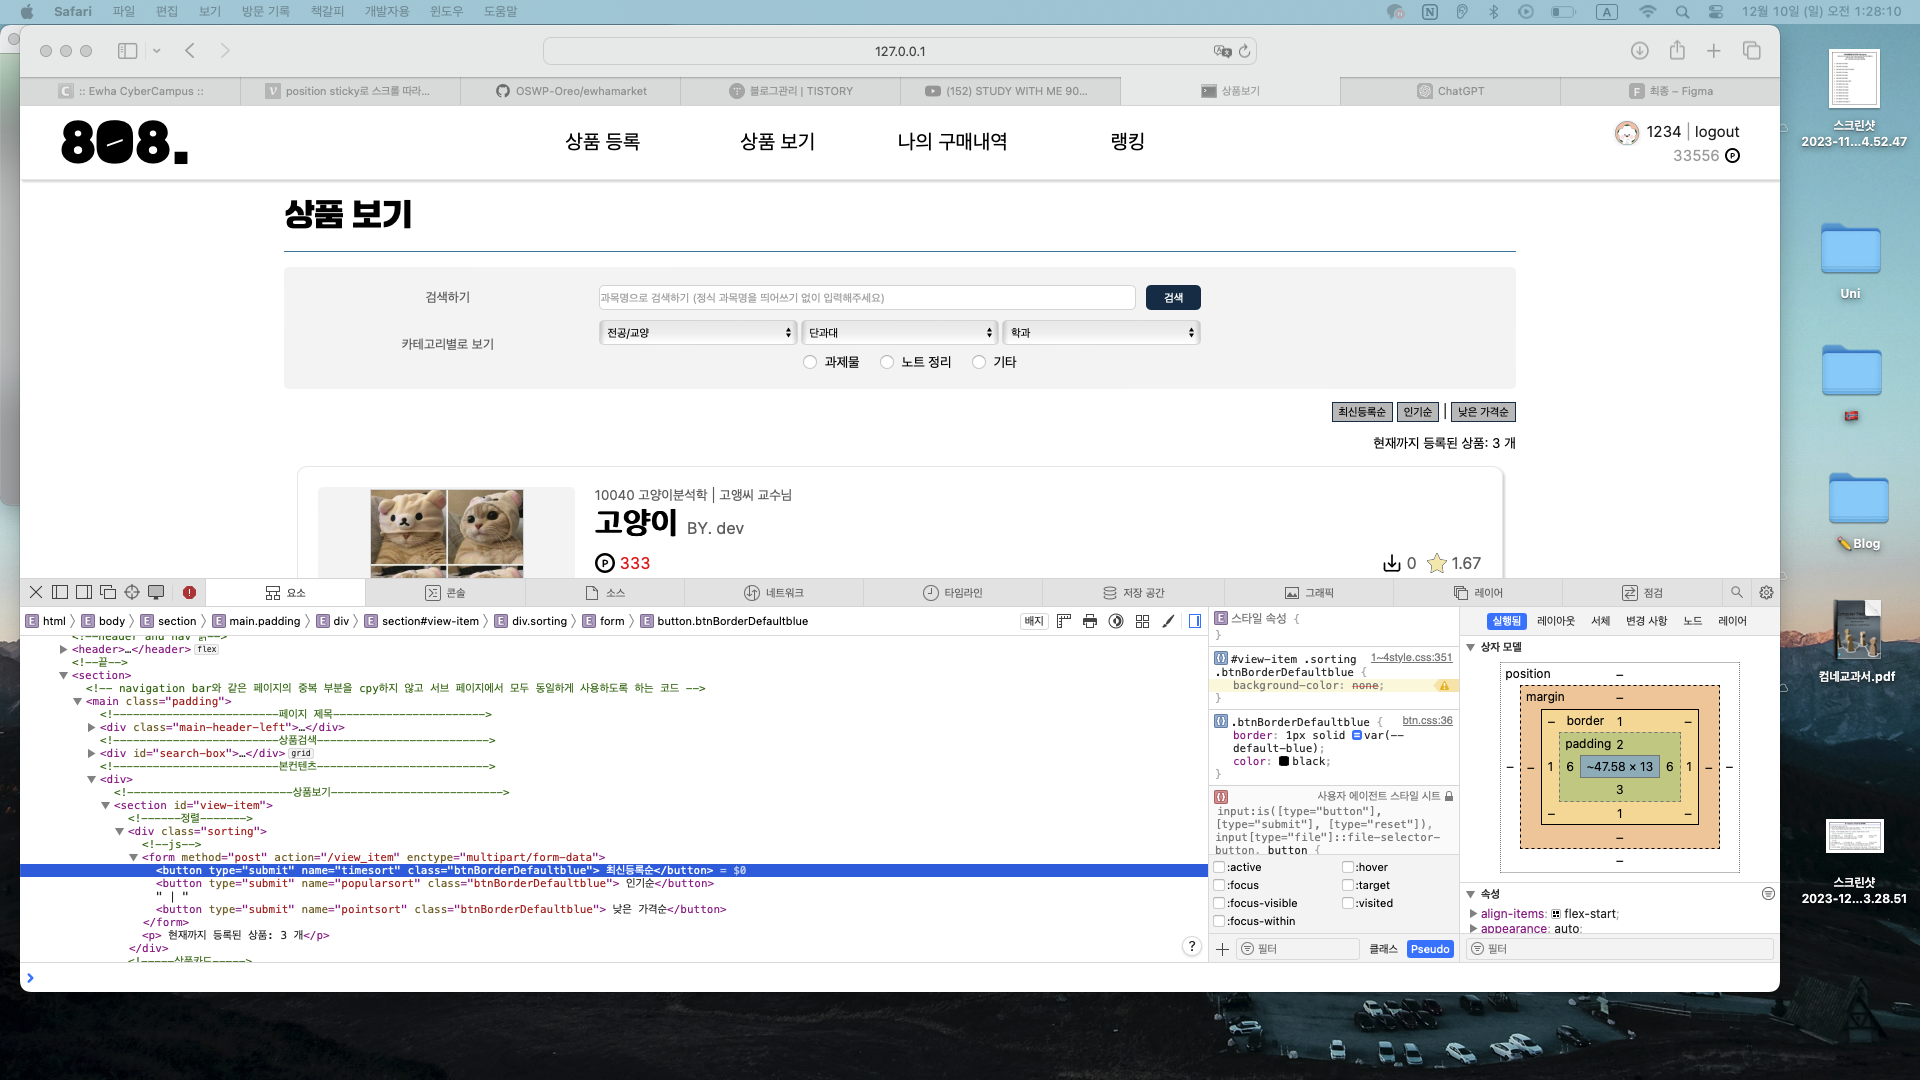 Safari 파일 편집 보기 방문 기록 책갈피 개발자용 윈도우 도움말
A 12월 10일 (일) 오전 1:28:10
127.0.0.1
:: Ewha CyberCampus ::
position sticky로 스크롤 따라...
OSWP-Oreo/ewhamarket
블로그관리 | TISTORY
(152) STUDY WITH ME 90...
상품보기
ChatGPT
최종 – Figma
808.
상품 등록
상품 보기
나의 구매내역
랭킹
1234 | logout
33556 P
상품 보기
검색하기
과목명으로 검색하기 (정식 과목명을 띄어쓰기 없이 입력해주세요)
검색
카테고리별로 보기
전공/교양
단과대
학과
과제물
노트 정리
기타
최신등록순 인기순 | 낮은 가격순
현재까지 등록된 상품: 3 개
10040 고양이분석학 | 고앵씨 교수님
고양이 BY. dev
P 333
0 1.67
요소
콘솔
소스
네트워크
타임라인
저장 공간
그래픽
레이어
점검
E html E body E section E main.padding E div E section#view-item E div.sorting E form E button.btnBorderDefaultblue
배지
<header>…</header> flex
<!--끝-->
<section>
<!-- navigation bar와 같은 페이지의 중복 부분을 cpy하지 않고 서브 페이지에서 모두 동일하게 사용하도록 하는 코드 -->
<main class="padding">
<!--------------------------페이지 제목------------------------>
<div class="main-header-left">…</div>
<!--------------------------상품검색---------------------------->
<div id="search-box">…</div> grid
<!--------------------------본컨텐츠---------------------------->
<div>
<!--------------------------상품보기---------------------------->
<section id="view-item">
<!------정렬------->
<div class="sorting">
<!--js-->
<form method="post" action="/view_item" enctype="multipart/form-data">
<button type="submit" name="timesort" class="btnBorderDefaultblue"> 최신등록순</button> = $0
<button type="submit" name="popularsort" class="btnBorderDefaultblue"> 인기순</button>
" | "
<button type="submit" name="pointsort" class="btnBorderDefaultblue"> 낮은 가격순</button>
</form>
<p> 현재까지 등록된 상품: 3 개</p>
</div>
?
E 스타일 속성 {
}
#view-item .sorting 1~4style.css:351
.btnBorderDefaultblue {
background-color: none;
}
.btnBorderDefaultblue { btn.css:36
border: 1px solid var(--
default-blue);
color: black;
}
사용자 에이전트 스타일 시트
input:is([type="button"],
[type="submit"], [type="reset"]),
input[type="file"]::file-selector-
button, button {
:active :hover
:focus :target
:focus-visible :visited
:focus-within
필터 클래스 Pseudo
실행됨 레이아웃 서체 변경 사항 노드 레이어
상자 모델
position –
margin –
border 1
padding 2
– – – 1 6 ~47.58 × 13 6 1 – – –
3
1
–
–
속성
align-items: flex-start;
appearance: auto;
필터
스크린샷
2023-11...4.52.47
Uni
Blog
컴네교과서.pdf
스크린샷
2023-12...3.28.51